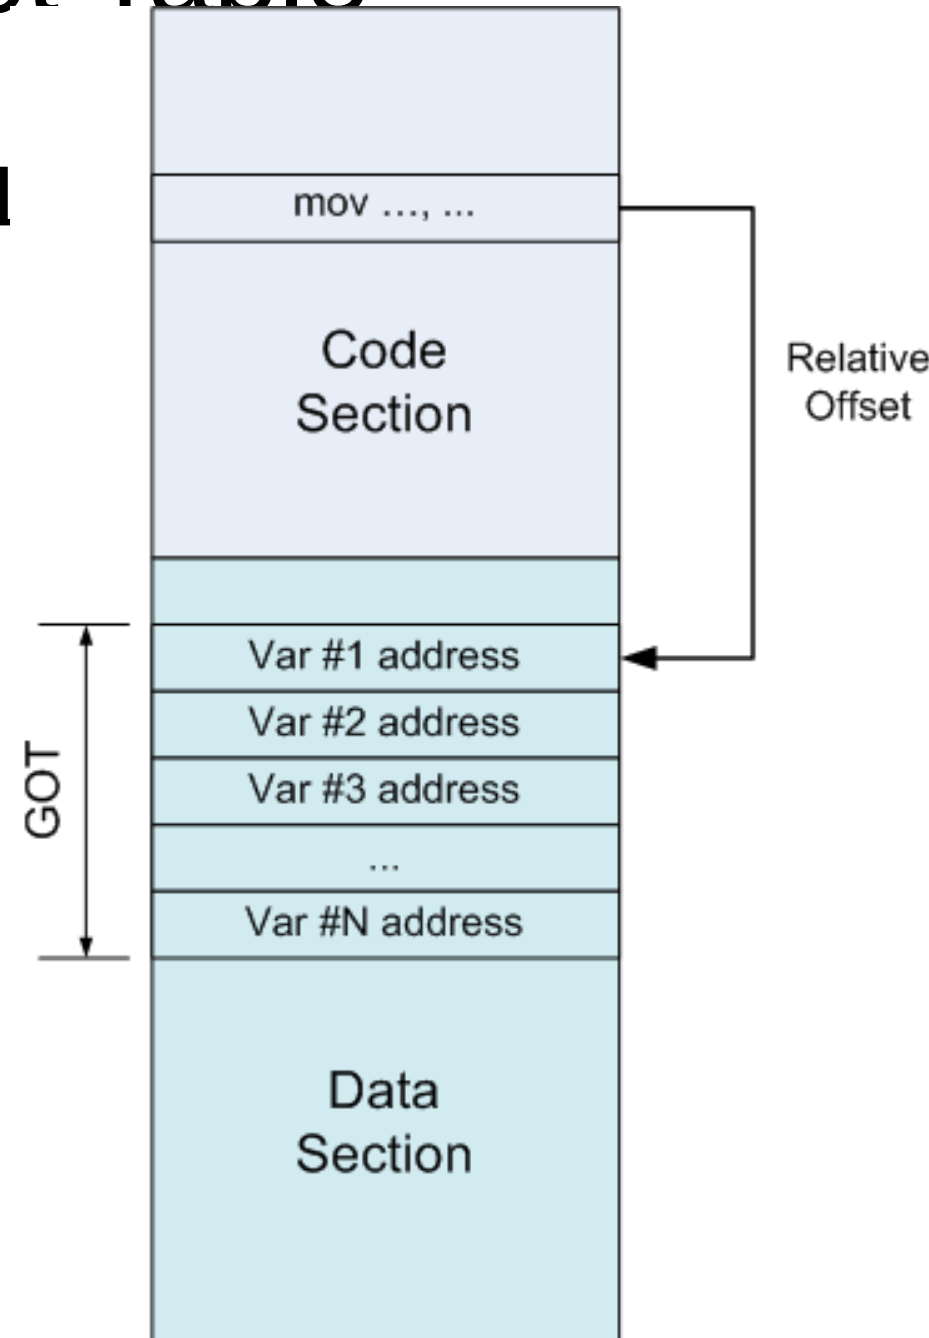 Table
mov ..., ...
Code
Section
Relative
Offset
Var #1 address
Var #2 address
Var #3 address
GOT
...
Var #N address
Data
Section